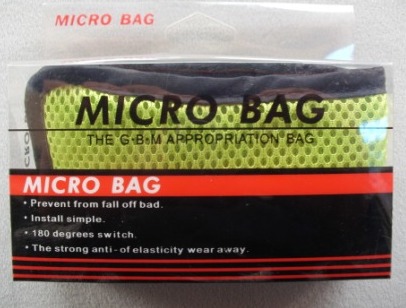 MICRO BAG
MICRO BAG
THE G·B·M APPROPRIATION BAG
MICRO BAG
• Prevent from fall off bad.
• Install simple.
• 180 degrees switch.
• The strong anti-of elasticity wear away.